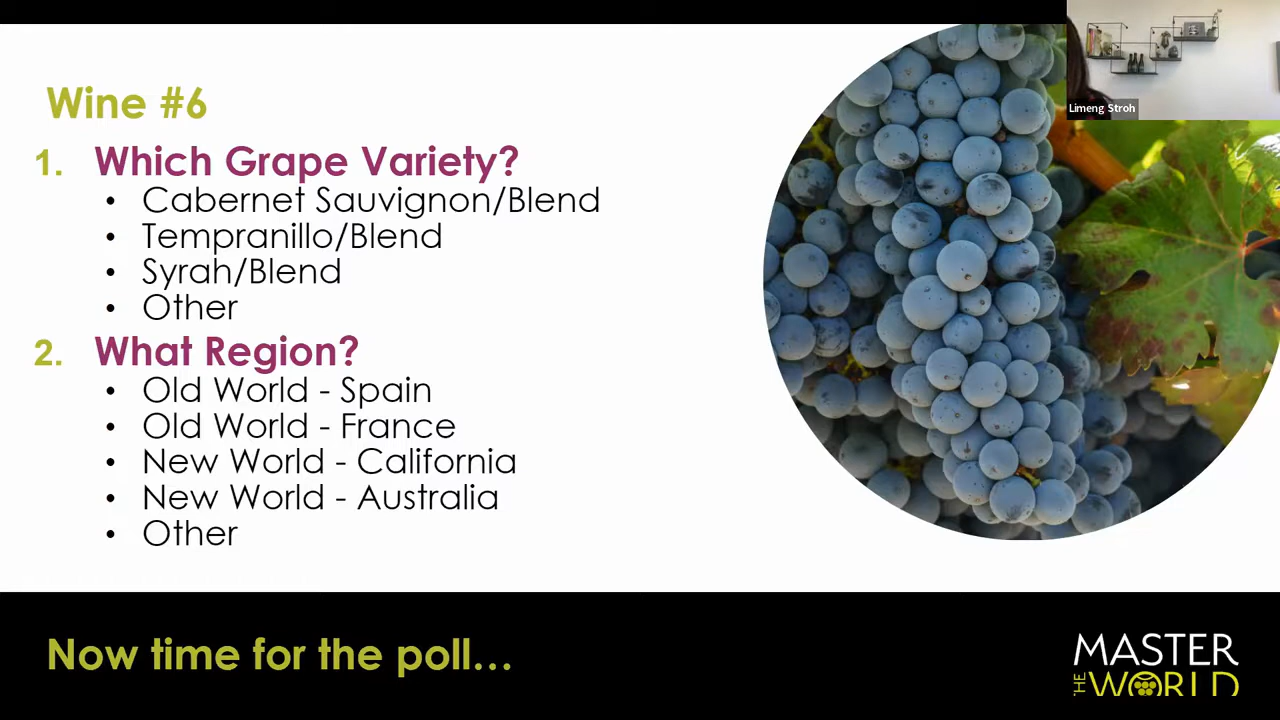 Wine #6
1. Which Grape Variety?
• Cabernet Sauvignon/Blend
• Tempranillo/Blend
• Syrah/Blend
• Other
2. What Region?
• Old World - Spain
• Old World - France
• New World - California
• New World - Australia
• Other
Now time for the poll...
Limeng Stroh
MASTER
THE WORLD